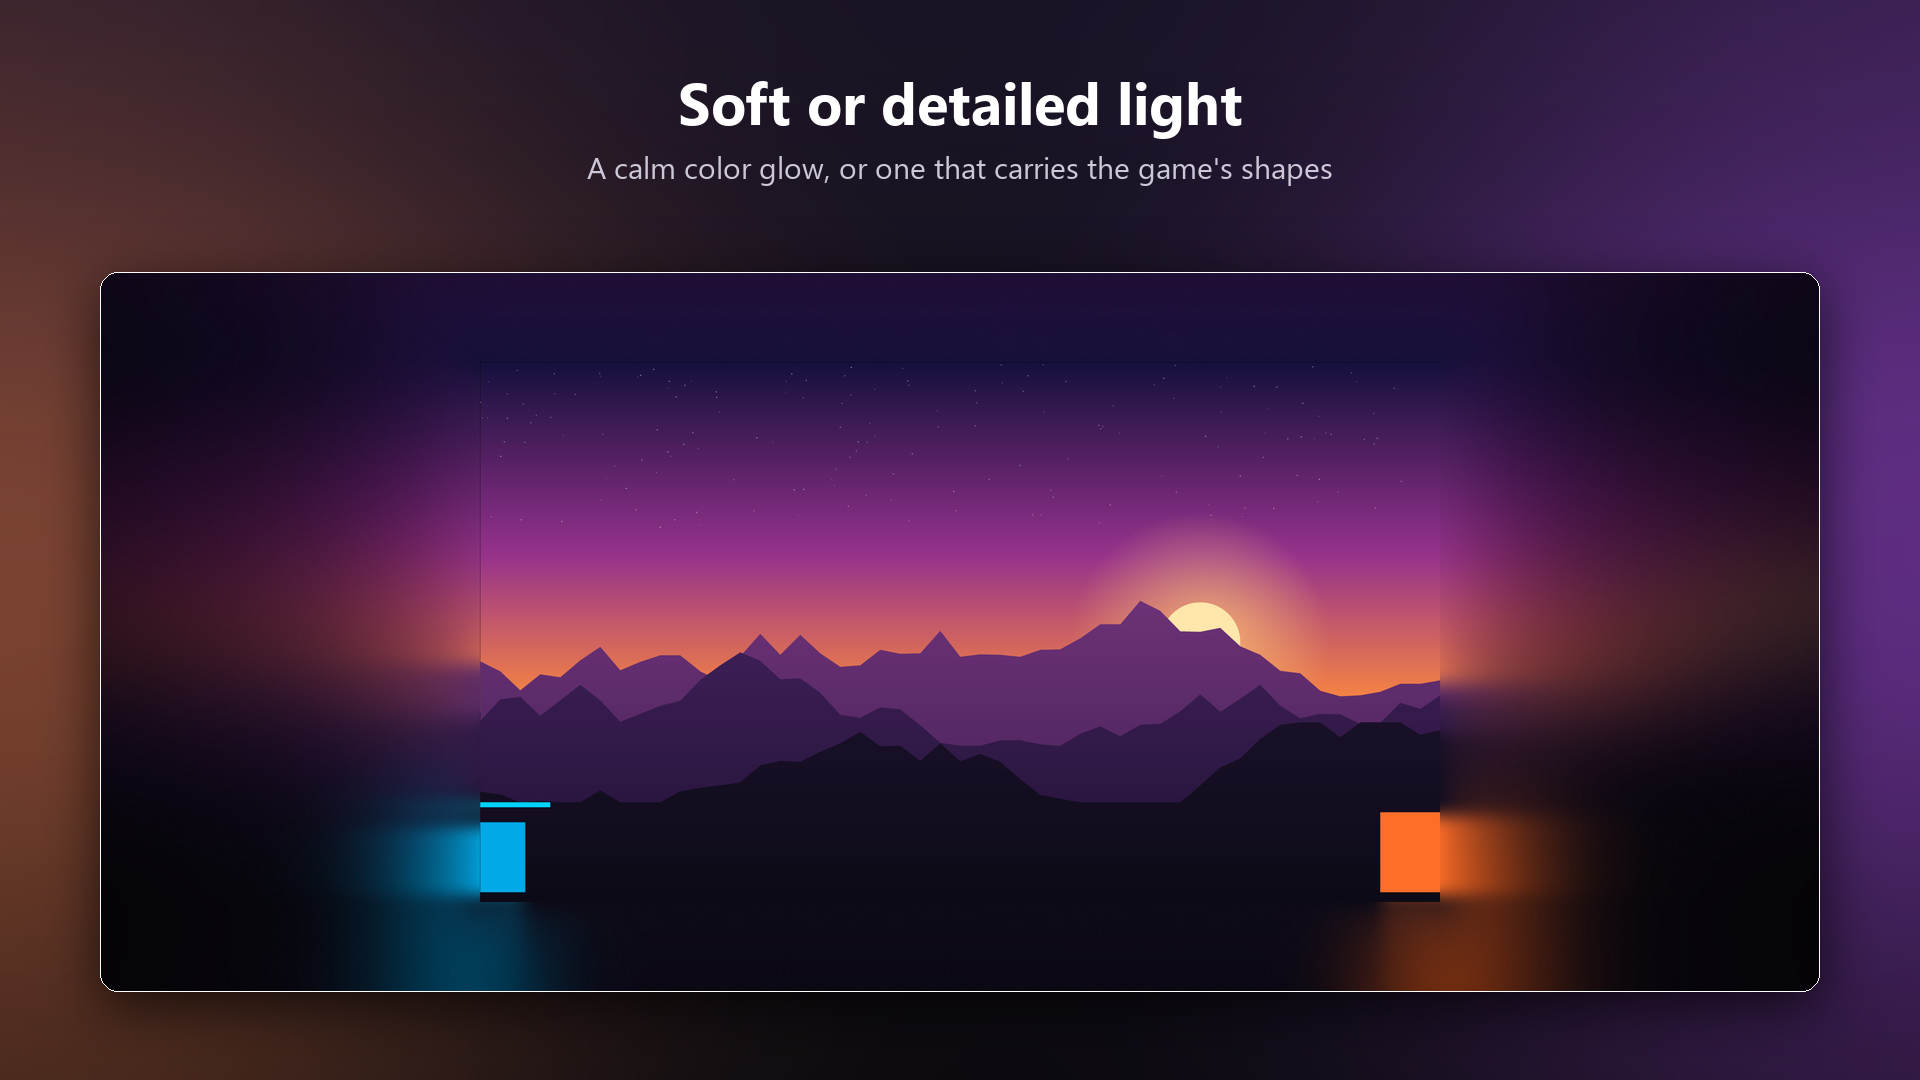 Soft or detailed light
A calm color glow, or one that carries the game's shapes